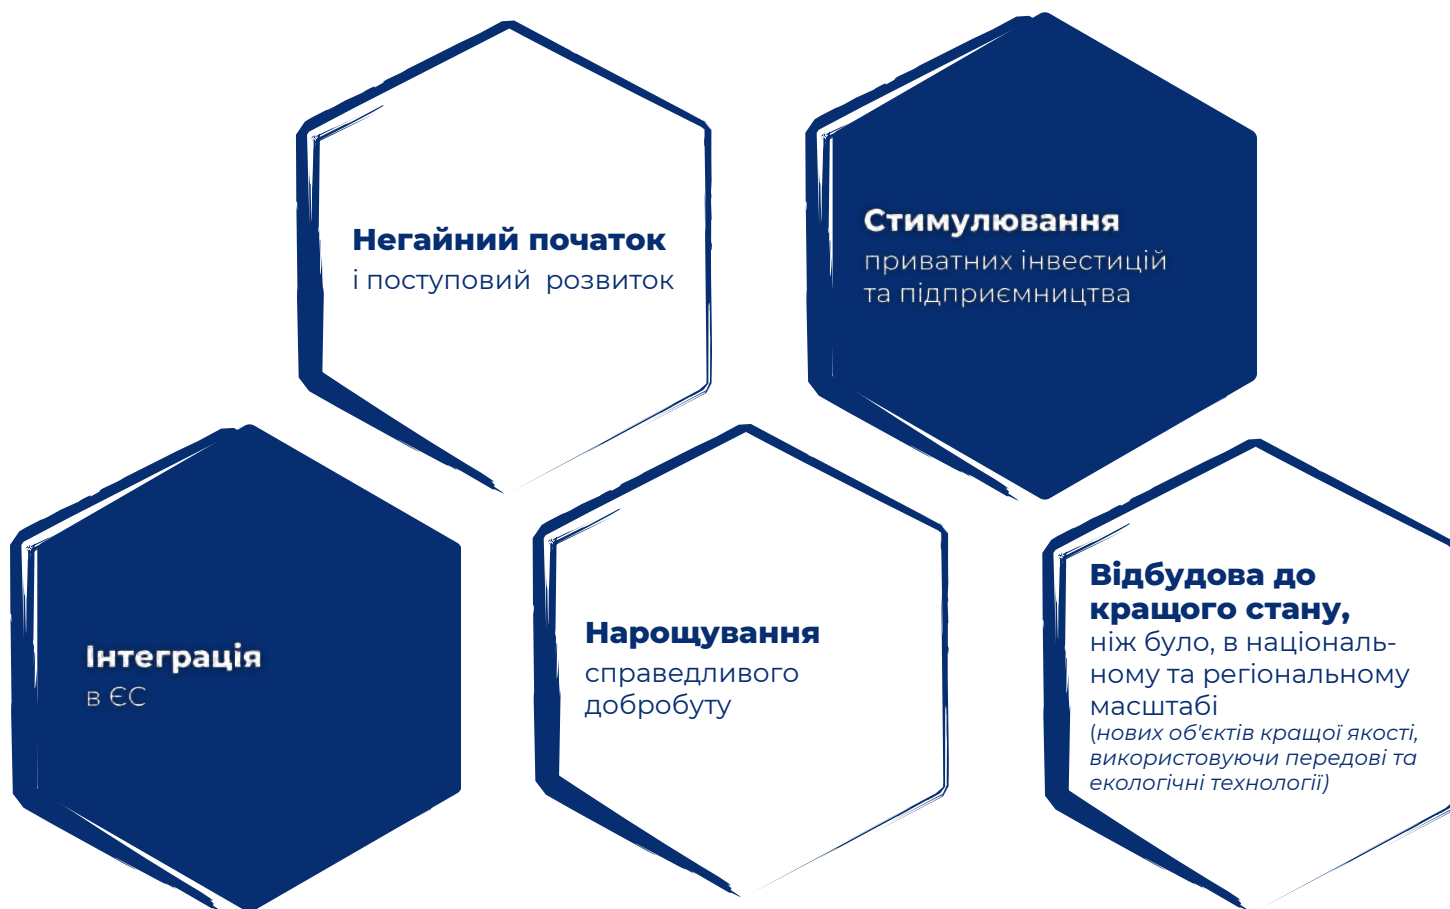 Негайний початок
і поступовий розвиток
Стимулювання
приватних інвестицій
та підприємництва
Інтеграція
в ЄС
Нарощування
справедливого
добробуту
Відбудова до
кращого стану,
ніж було, в національ-
ному та регіональному
масштабі
(нових об'єктів кращої якості,
використовуючи передові та
екологічні технології)